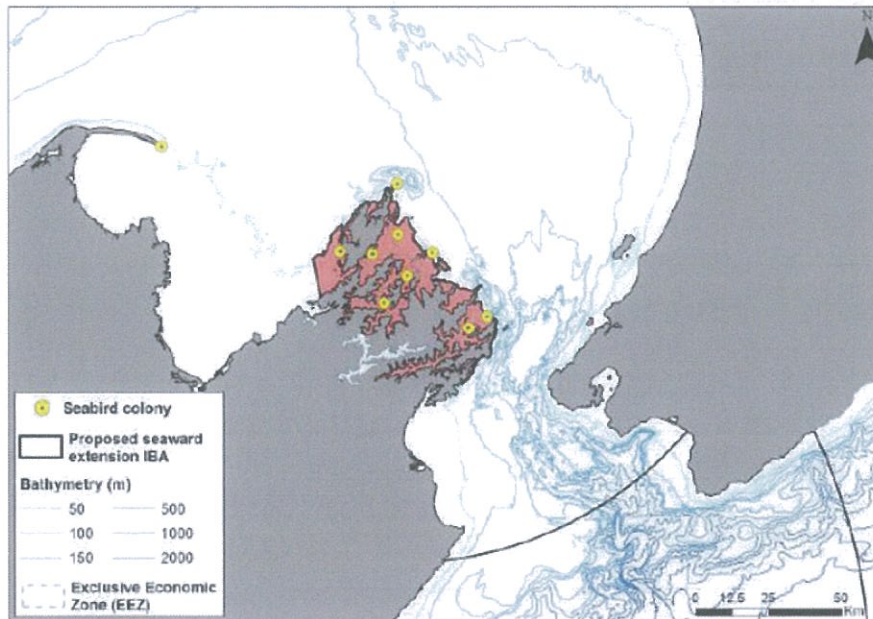 N
Seabird colony
Proposed seaward
extension IBA
Bathymetry (m)
50 500
100 1000
150 2000
Exclusive Economic
Zone (EEZ)
0 12.5 25 50
Km